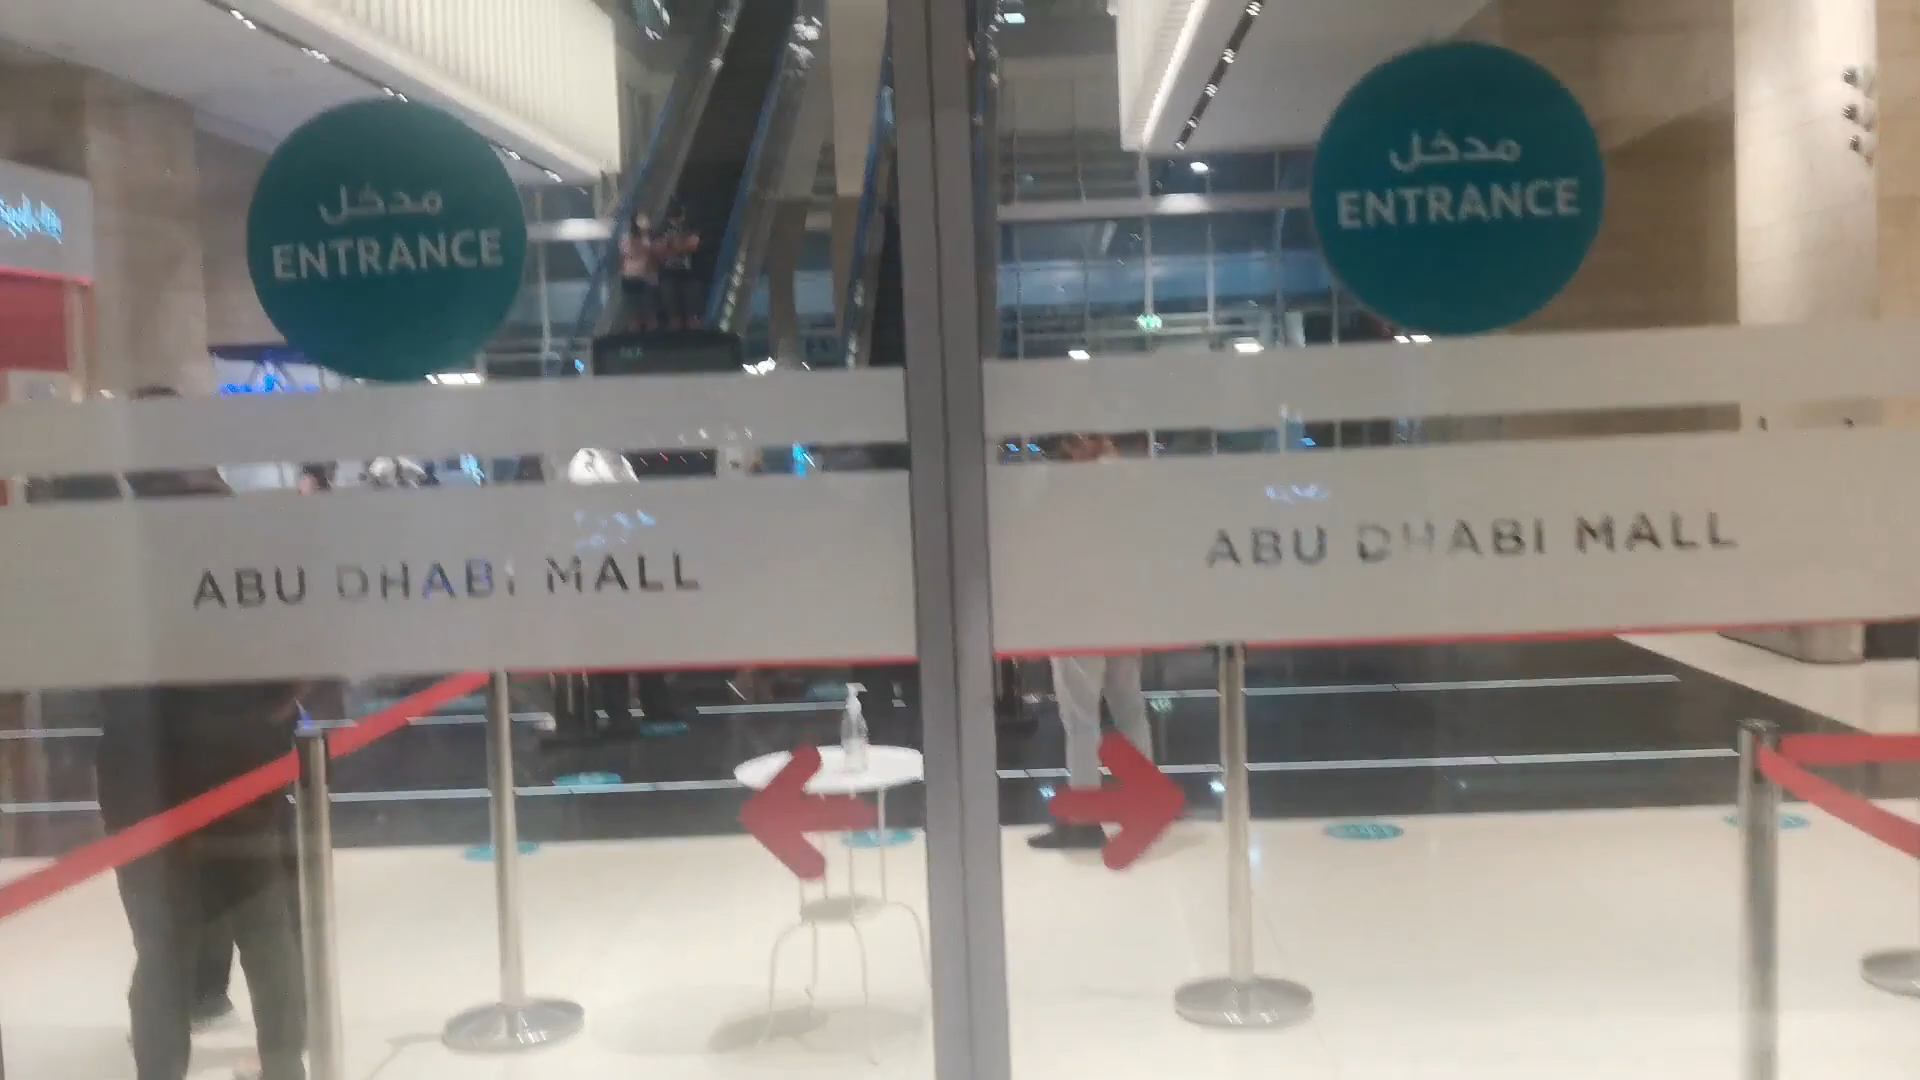 مدخل
ENTRANCE
مدخل
ENTRANCE
ABU DHABI MALL
ABU DHABI MALL